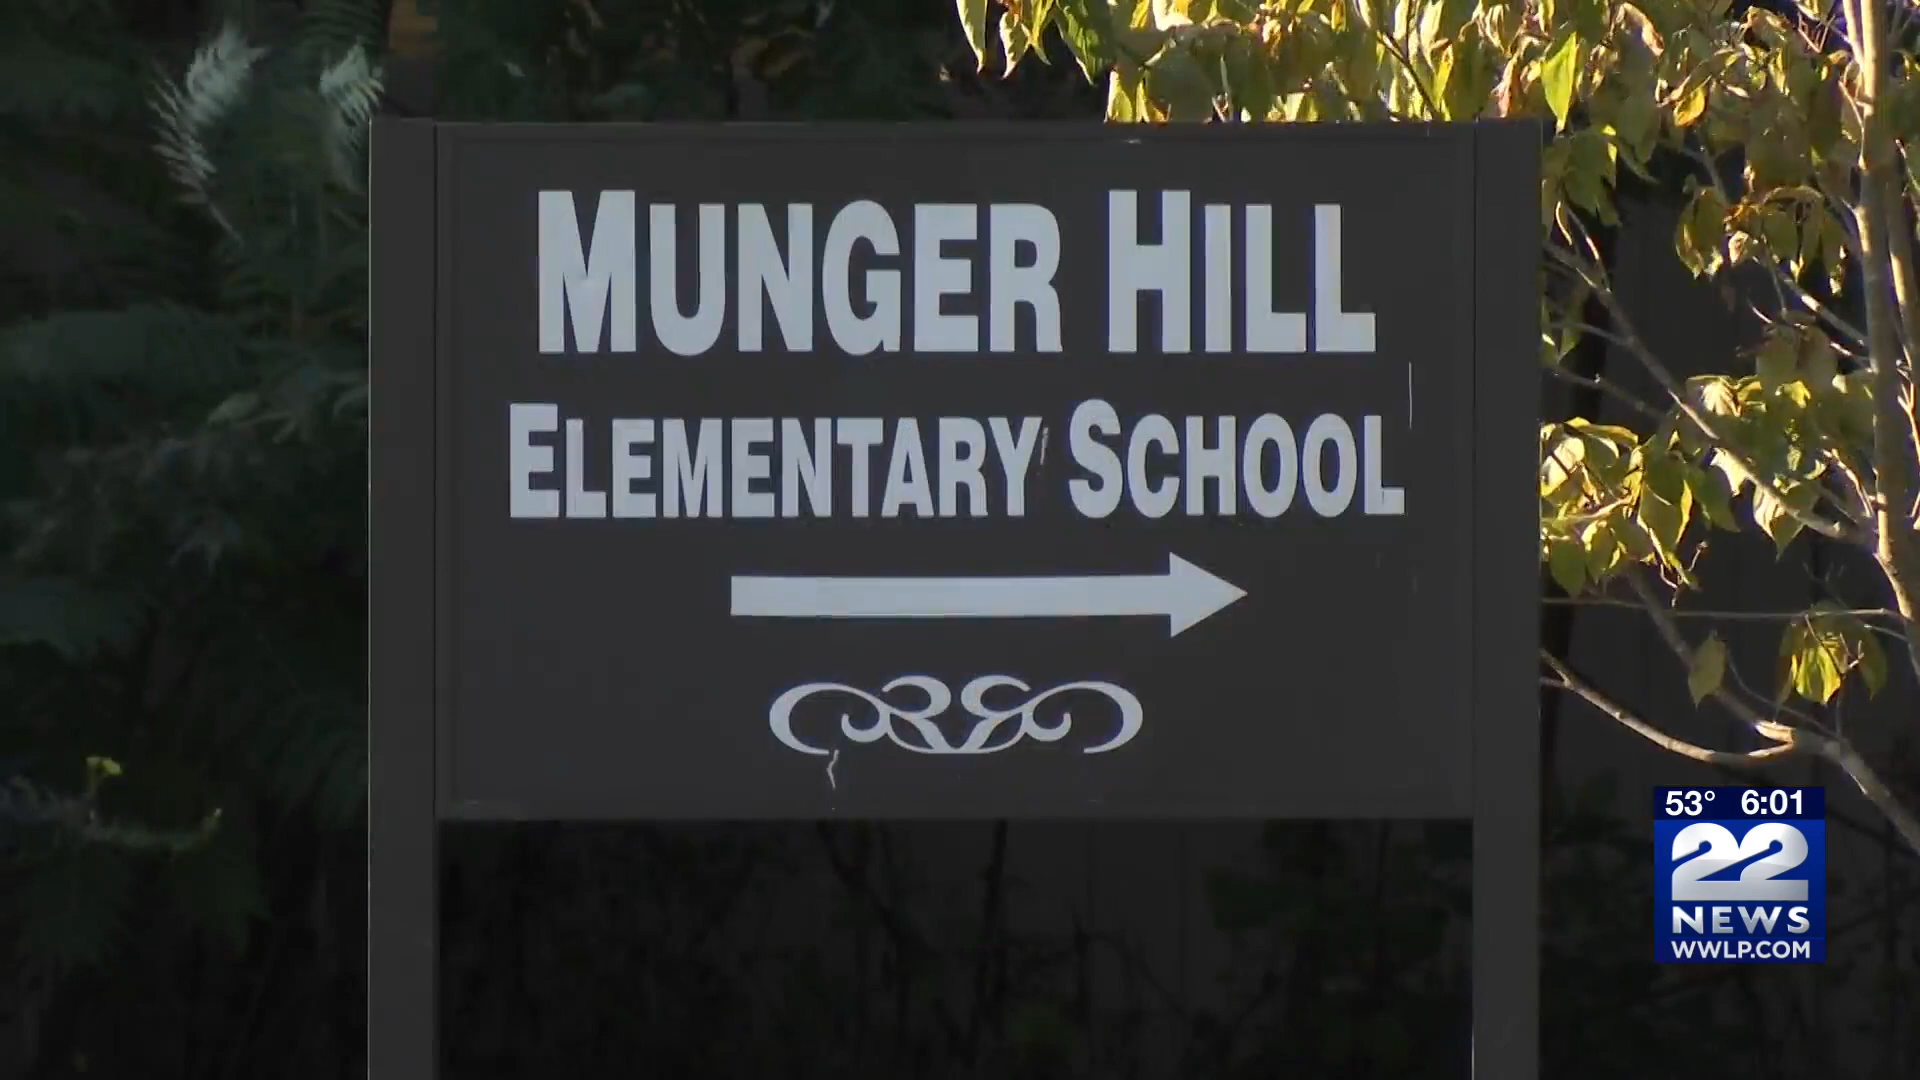 MUNGER HILL
ELEMENTARY SCHOOL
53° 6:01
22
NEWS
WWLP.COM